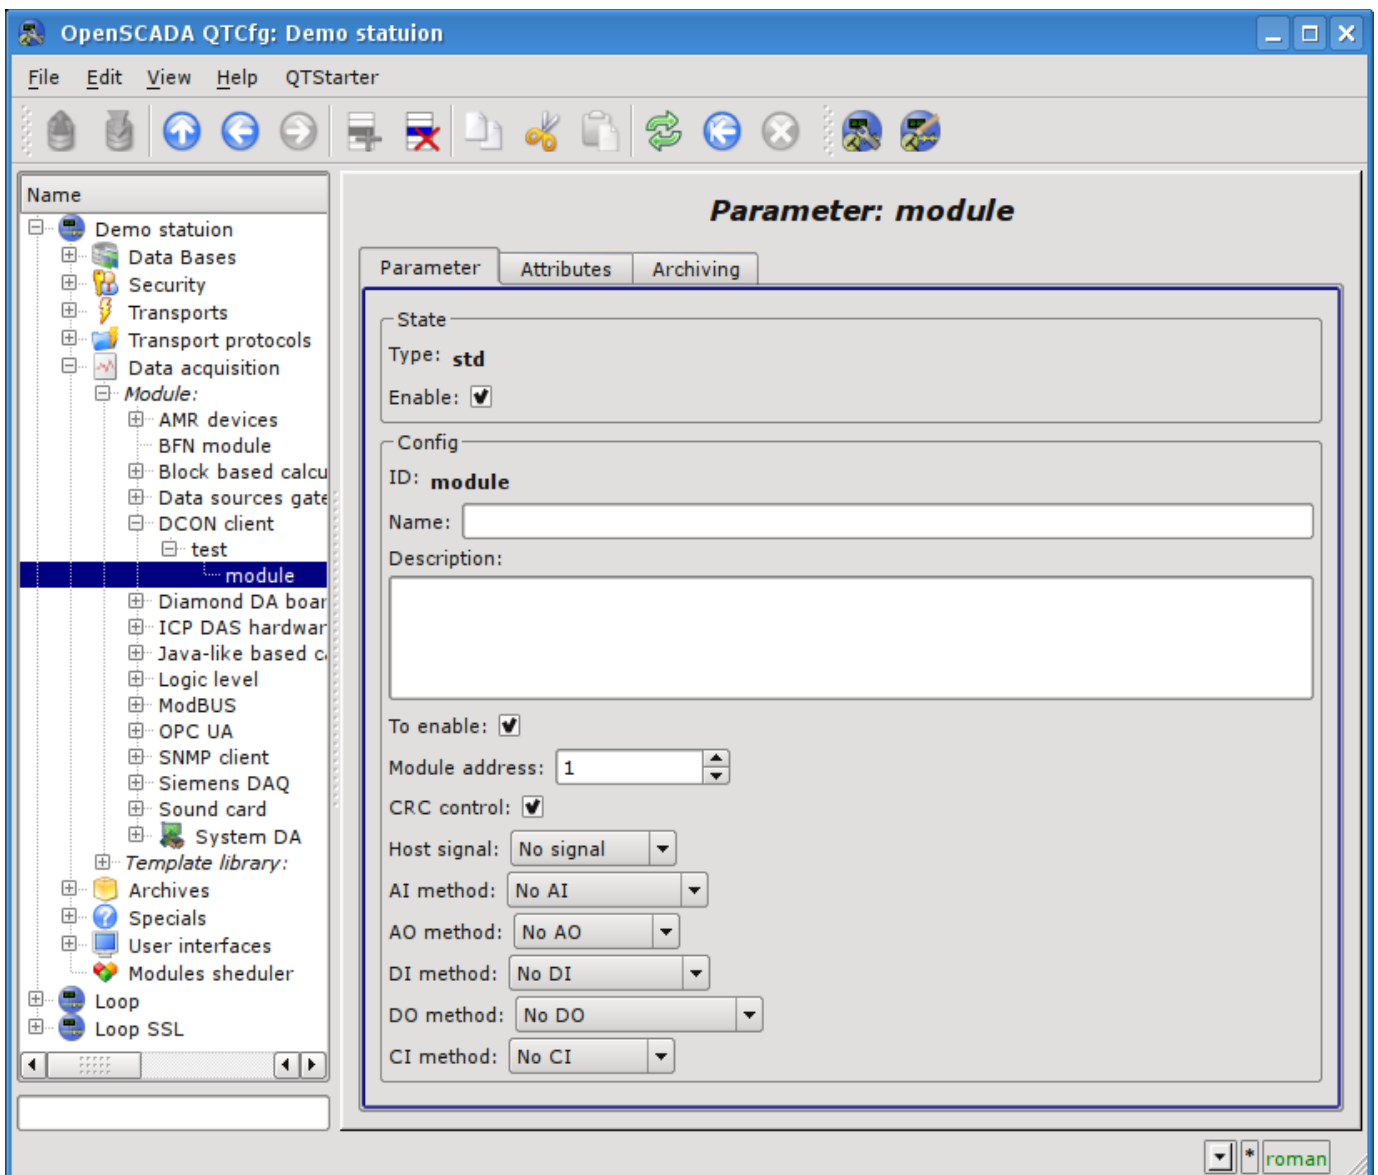 OpenSCADA QTCfg: Demo statuion
File Edit View Help QTStarter
Name
Demo statuion
Data Bases
Security
Transports
Transport protocols
Data acquisition
Module:
AMR devices
BFN module
Block based calcu
Data sources gate
DCON client
test
module
Diamond DA boar
ICP DAS hardwar
Java-like based c
Logic level
ModBUS
OPC UA
SNMP client
Siemens DAQ
Sound card
System DA
Template library:
Archives
Specials
User interfaces
Modules sheduler
Loop
Loop SSL
Parameter: module
Parameter Attributes Archiving
State
Type: std
Enable:
Config
ID: module
Name:
Description:
To enable:
Module address: 1
CRC control:
Host signal: No signal
AI method: No AI
AO method: No AO
DI method: No DI
DO method: No DO
CI method: No CI
* roman